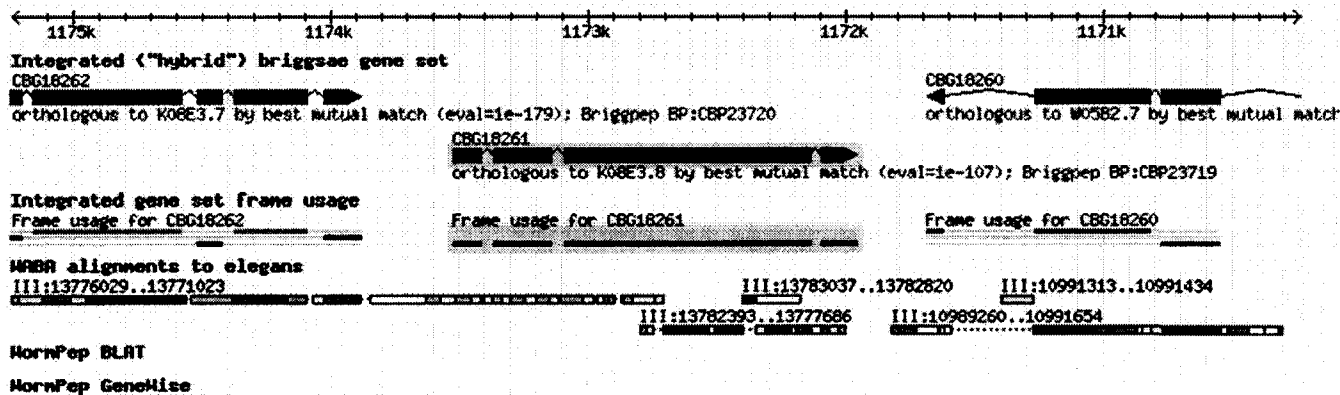 1175k 1174k 1173k 1172k 1171k
Integrated ("hybrid") briggsae gene set
CBG18262 CBG18260
orthologous to K08E3.7 by best mutual match (eval=1e-179); Briggpep BP:CBP23720 orthologous to W05B2.7 by best mutual match
CBG18261
orthologous to K08E3.8 by best mutual match (eval=1e-107); Briggpep BP:CBP23719
Integrated gene set frame usage
Frame usage for CBG18262 Frame usage for CBG18261 Frame usage for CBG18260
WABA alignments to elegans
III:13776029..13771023 III:13783037..13782820 III:10991313..10991434
III:13782393..13777686 III:10989260..10991654
WormPep BLAT
WormPep GeneWise